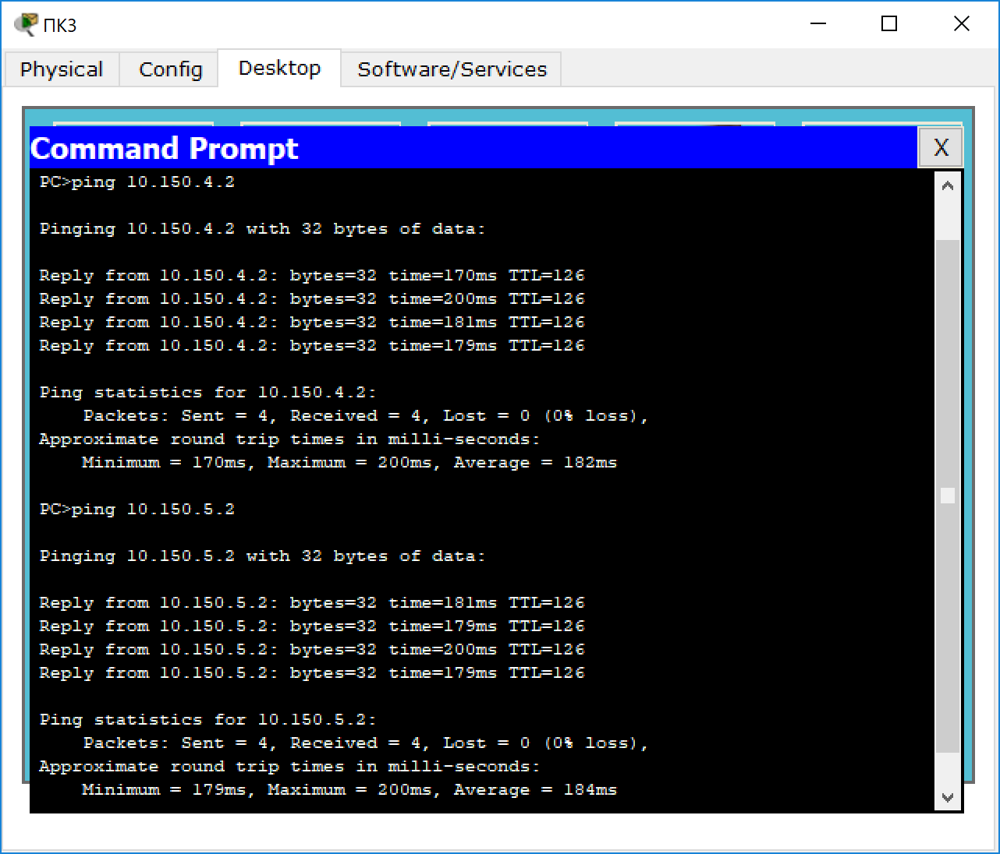 ПК3
Physical Config Desktop Software/Services
Command Prompt X
PC>ping 10.150.4.2
Pinging 10.150.4.2 with 32 bytes of data:
Reply from 10.150.4.2: bytes=32 time=170ms TTL=126
Reply from 10.150.4.2: bytes=32 time=200ms TTL=126
Reply from 10.150.4.2: bytes=32 time=181ms TTL=126
Reply from 10.150.4.2: bytes=32 time=179ms TTL=126
Ping statistics for 10.150.4.2:
Packets: Sent = 4, Received = 4, Lost = 0 (0% loss),
Approximate round trip times in milli-seconds:
Minimum = 170ms, Maximum = 200ms, Average = 182ms
PC>ping 10.150.5.2
Pinging 10.150.5.2 with 32 bytes of data:
Reply from 10.150.5.2: bytes=32 time=181ms TTL=126
Reply from 10.150.5.2: bytes=32 time=179ms TTL=126
Reply from 10.150.5.2: bytes=32 time=200ms TTL=126
Reply from 10.150.5.2: bytes=32 time=179ms TTL=126
Ping statistics for 10.150.5.2:
Packets: Sent = 4, Received = 4, Lost = 0 (0% loss),
Approximate round trip times in milli-seconds:
Minimum = 179ms, Maximum = 200ms, Average = 184ms